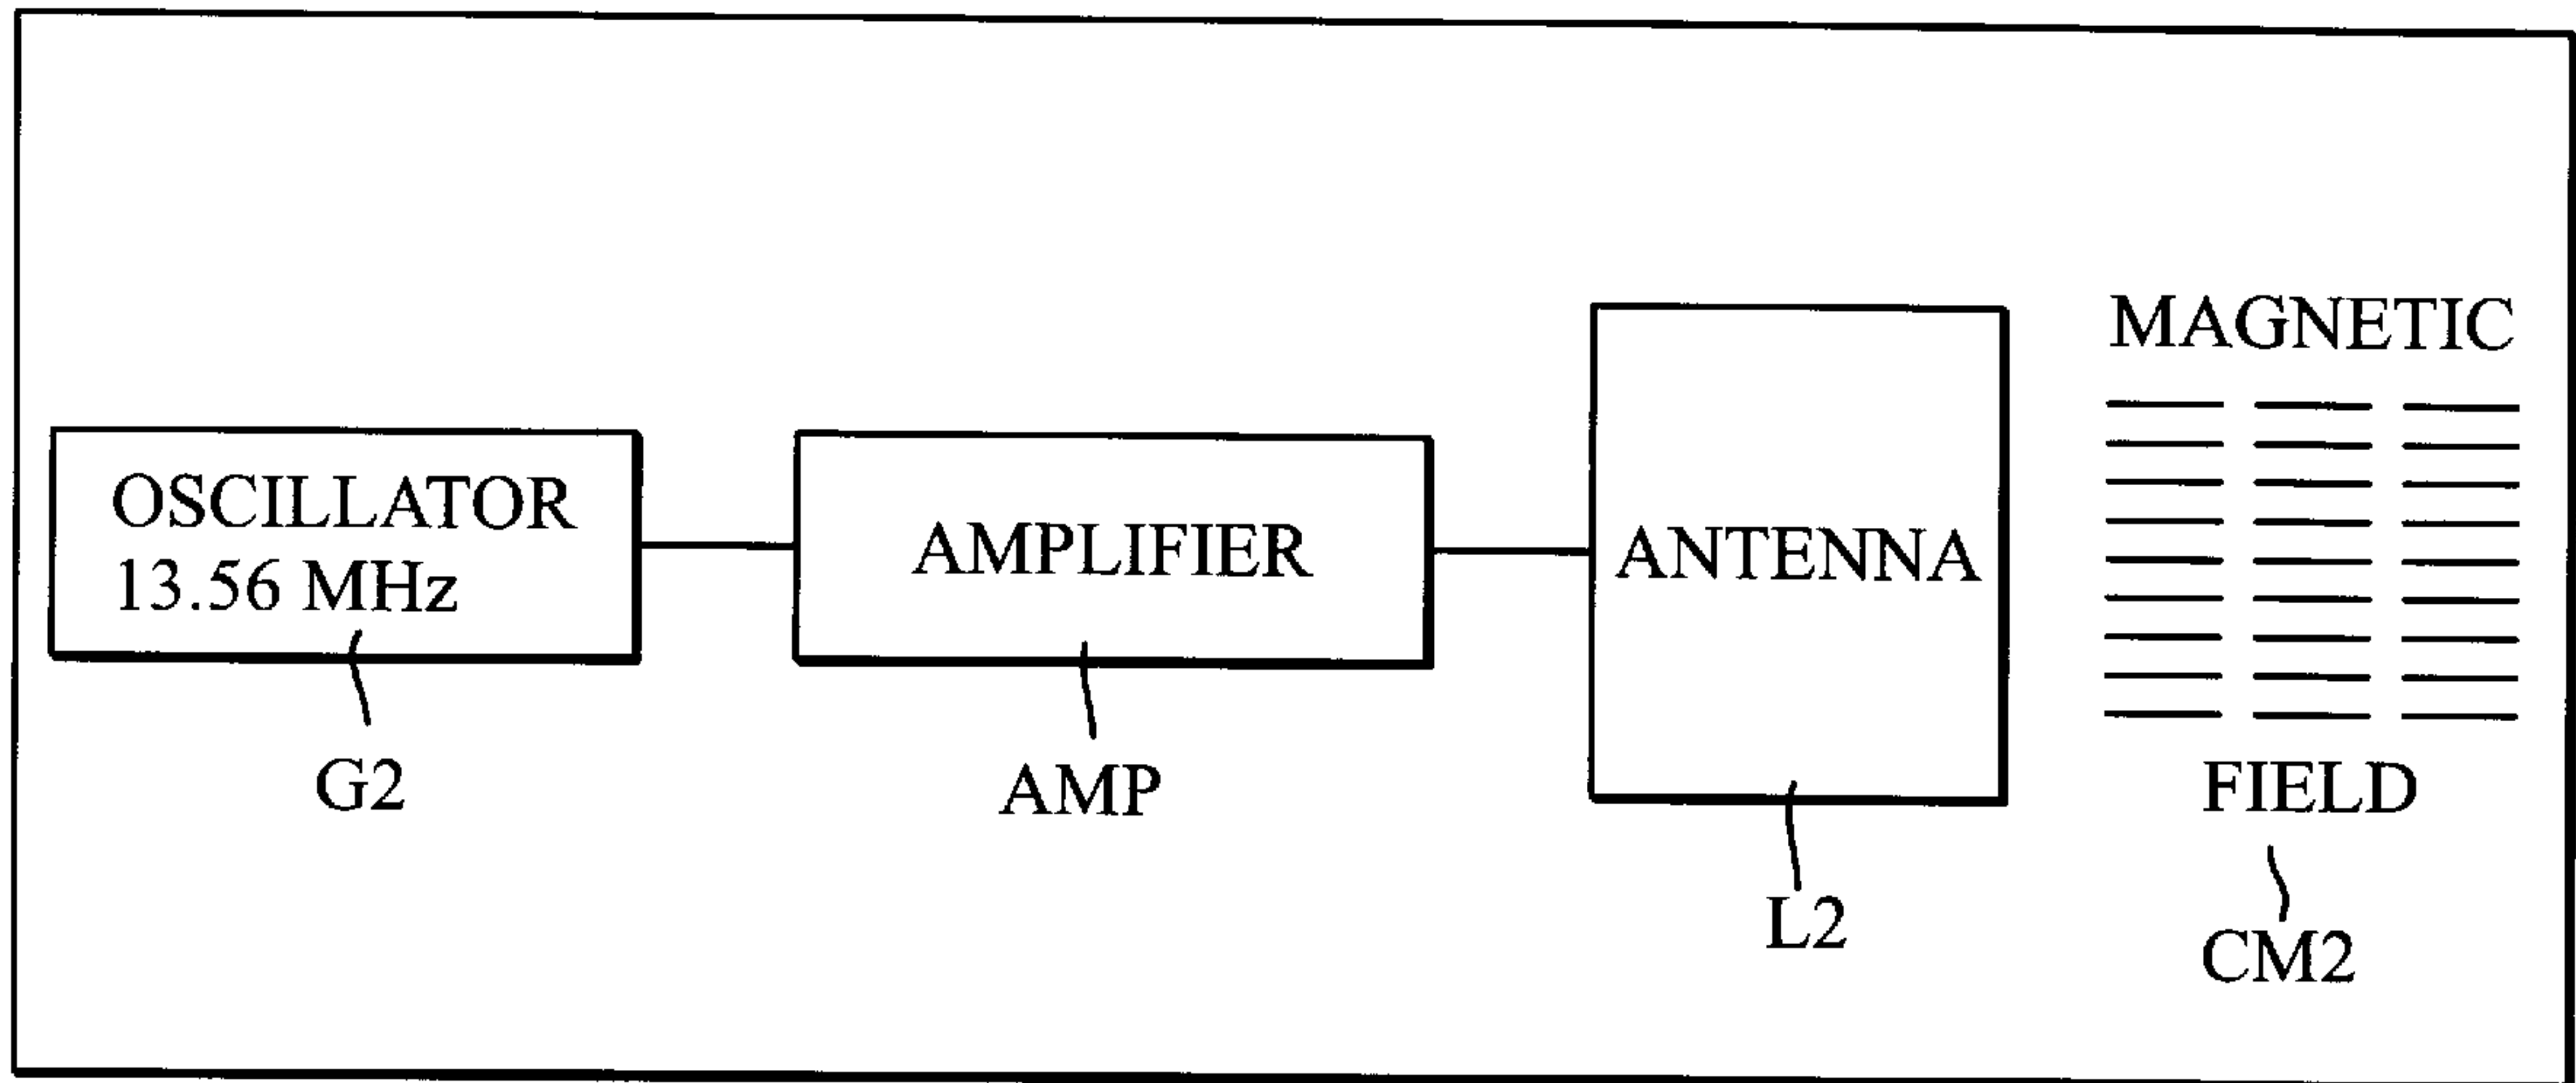 OSCILLATOR
13.56 MHz
G2
AMPLIFIER
AMP
ANTENNA
L2
MAGNETIC
FIELD
CM2